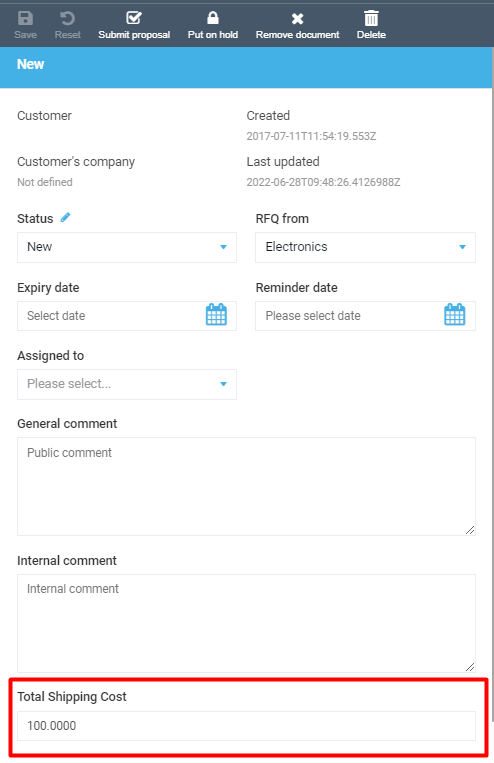 Save Reset Submit proposal Put on hold Remove document Delete
New
Customer Created
2017-07-11T11:54:19.553Z
Customer's company Last updated
Not defined 2022-06-28T09:48:26.4126988Z
Status RFQ from
New Electronics
Expiry date Reminder date
Select date Please select date
Assigned to
Please select...
General comment
Public comment
Internal comment
Internal comment
Total Shipping Cost
100.0000